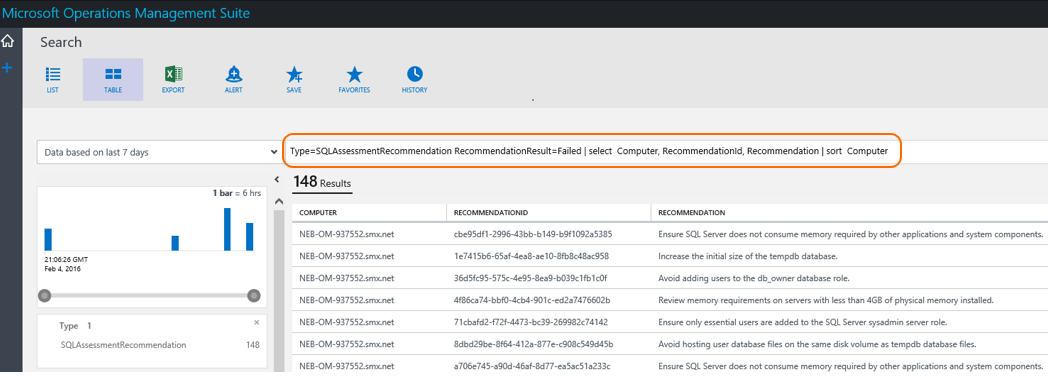 Microsoft Operations Management Suite
Search
LIST
TABLE
EXPORT
ALERT
SAVE
FAVORITES
HISTORY
Data based on last 7 days
Type=SQLAssessmentRecommendation RecommendationResult=Failed | select Computer, RecommendationId, Recommendation | sort Computer
1 bar = 6 hrs
21:06:26 GMT
Feb 4, 2016
Type 1
SQLAssessmentRecommendation 148
148 Results
COMPUTER RECOMMENDATIONID RECOMMENDATION
NEB-OM-937552.smx.net cbe95df1-2996-43bb-b149-b9f1092a5385 Ensure SQL Server does not consume memory required by other applications and system components.
NEB-OM-937552.smx.net 1e7415b6-65af-4ea8-ae10-8fb8c48ac958 Increase the initial size of the tempdb database.
NEB-OM-937552.smx.net 36d5fc95-575c-4e95-8ea9-b039c1fb1c0f Avoid adding users to the db_owner database role.
NEB-OM-937552.smx.net 4f86ca74-bbf0-4cb4-901c-ed2a7476602b Review memory requirements on servers with less than 4GB of physical memory installed.
NEB-OM-937552.smx.net 71cbafd2-f72f-4473-bc39-269982c74142 Ensure only essential users are added to the SQL Server sysadmin server role.
NEB-OM-937552.smx.net 8dbd29be-8f64-412a-877e-c908c549d45b Avoid hosting user database files on the same disk volume as tempdb database files.
NEB-OM-937552.smx.net a706e745-a90d-46af-8d77-ea5ac51a233c Ensure SQL Server does not consume memory required by other applications and system components.